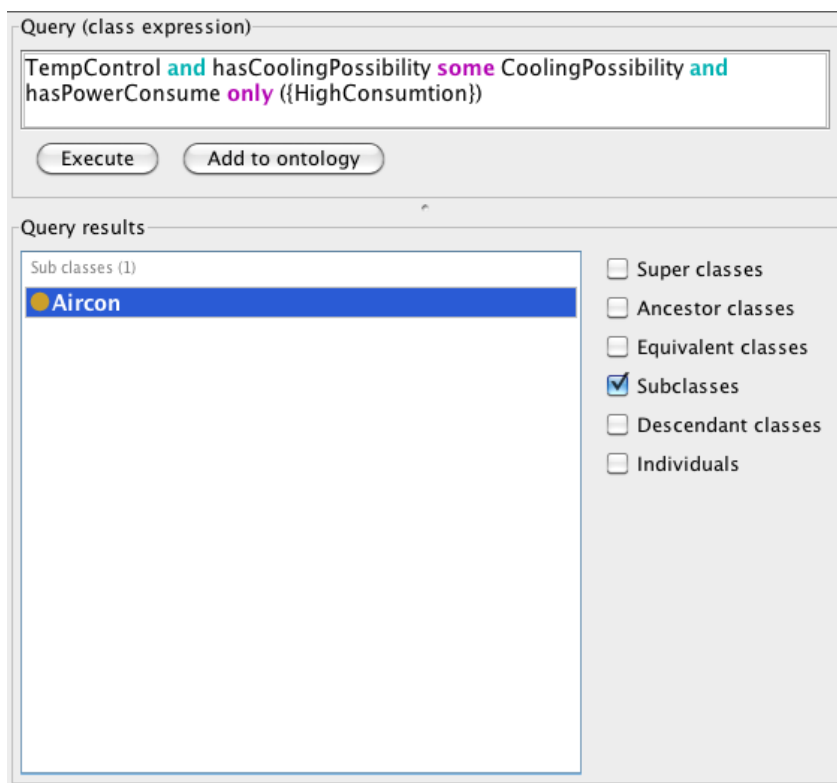 Query (class expression)
TempControl and hasCoolingPossibility some CoolingPossibility and
hasPowerConsume only ({HighConsumtion})
Execute
Add to ontology
Query results
Sub classes (1)
Aircon
Super classes
Ancestor classes
Equivalent classes
Subclasses
Descendant classes
Individuals